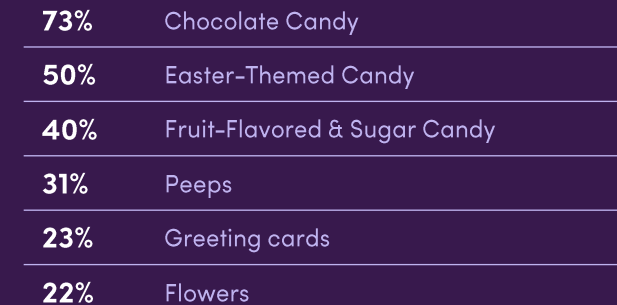 73% Chocolate Candy
50% Easter-Themed Candy
40% Fruit-Flavored & Sugar Candy
31% Peeps
23% Greeting cards
22% Flowers